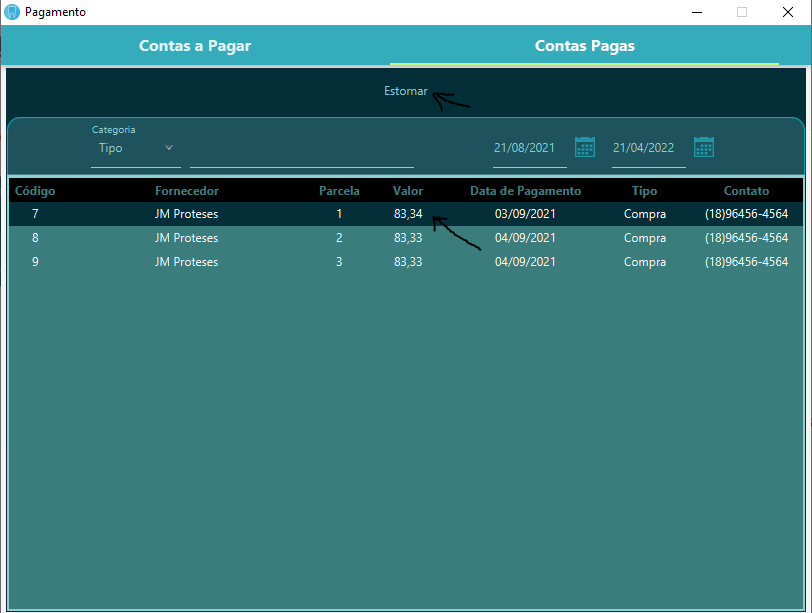 Pagamento
Contas a Pagar Contas Pagas
Estornar
Categoria
Tipo 21/08/2021 21/04/2022
Código Fornecedor Parcela Valor Data de Pagamento Tipo Contato
7 JM Proteses 1 83,34 03/09/2021 Compra (18)96456-4564
8 JM Proteses 2 83,33 04/09/2021 Compra (18)96456-4564
9 JM Proteses 3 83,33 04/09/2021 Compra (18)96456-4564